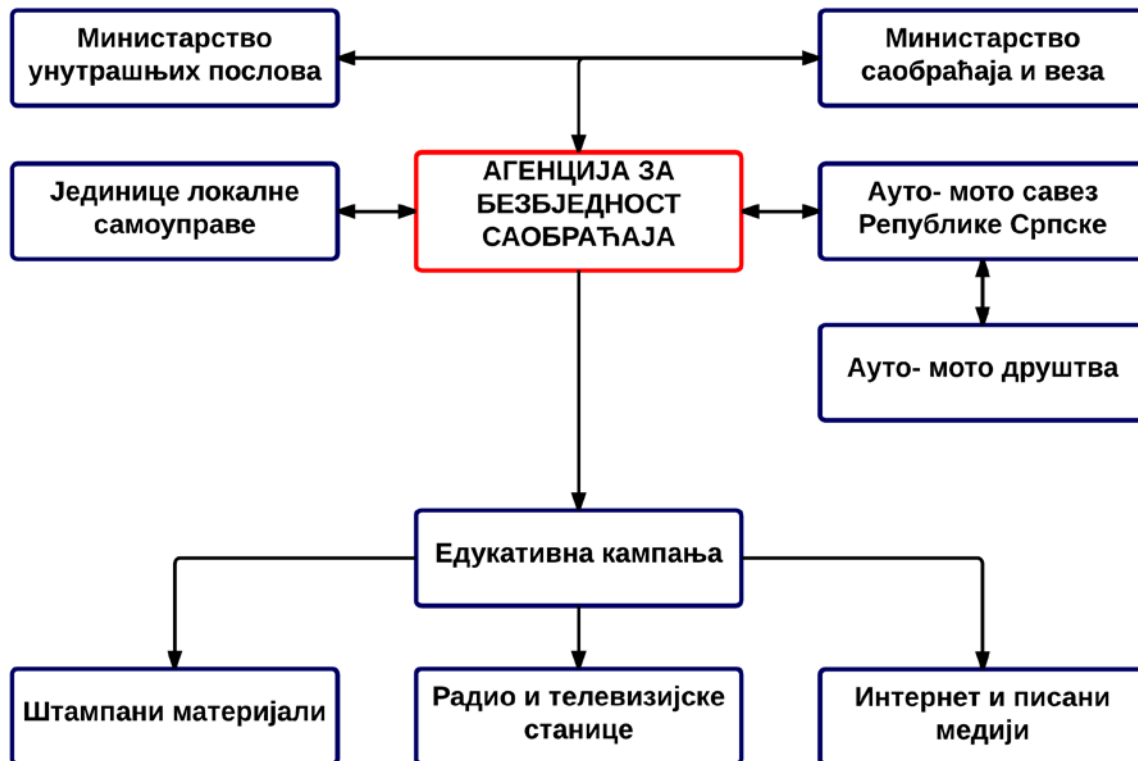 Министарство
унутрашњих послова
Министарство
саобраћаја и веза
Јединице локалне
самоуправе
АГЕНЦИЈА ЗА
БЕЗБЈЕДНОСТ
САОБРАЋАЈА
Ауто- мото савез
Републике Српске
Ауто- мото друштва
Едукативна кампања
Штампани материјали
Радио и телевизијске
станице
Интернет и писани
медији